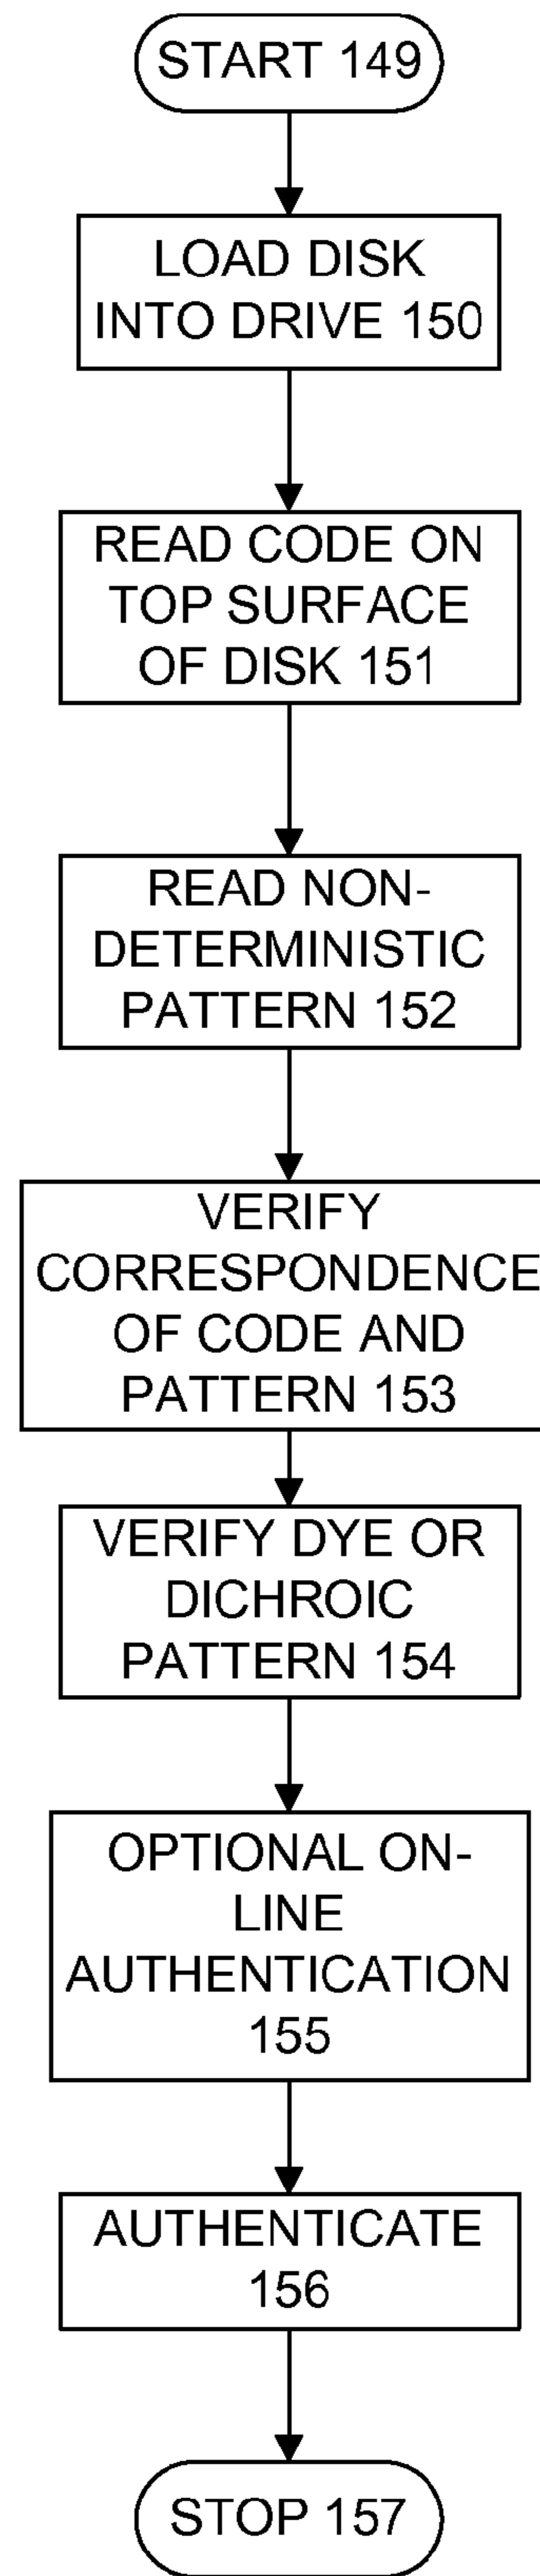 START 149
LOAD DISK
INTO DRIVE 150
READ CODE ON
TOP SURFACE
OF DISK 151
READ NON-
DETERMINISTIC
PATTERN 152
VERIFY
CORRESPONDENCE
OF CODE AND
PATTERN 153
VERIFY DYE OR
DICHROIC
PATTERN 154
OPTIONAL ON-
LINE
AUTHENTICATION
155
AUTHENTICATE
156
STOP 157